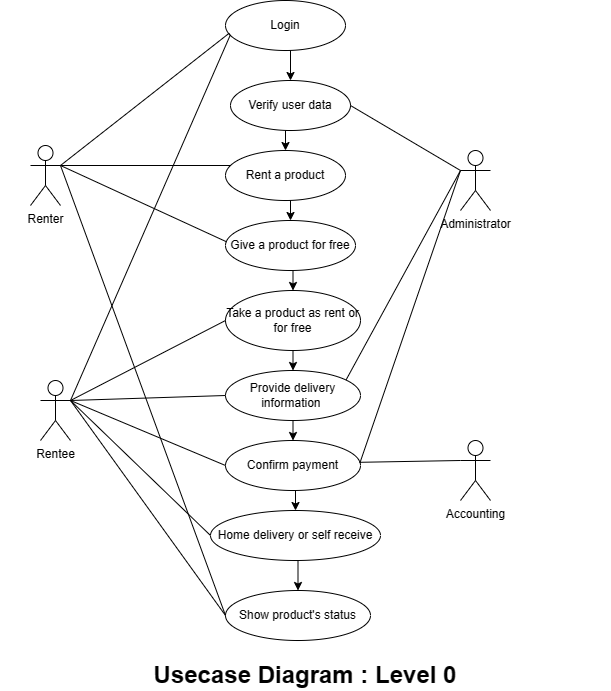 Login
Verify user data
Rent a product
Renter
Administrator
Give a product for free
Take a product as rent or
for free
Provide delivery
information
Rentee
Confirm payment
Accounting
Home delivery or self receive
Show product's status
Usecase Diagram : Level 0